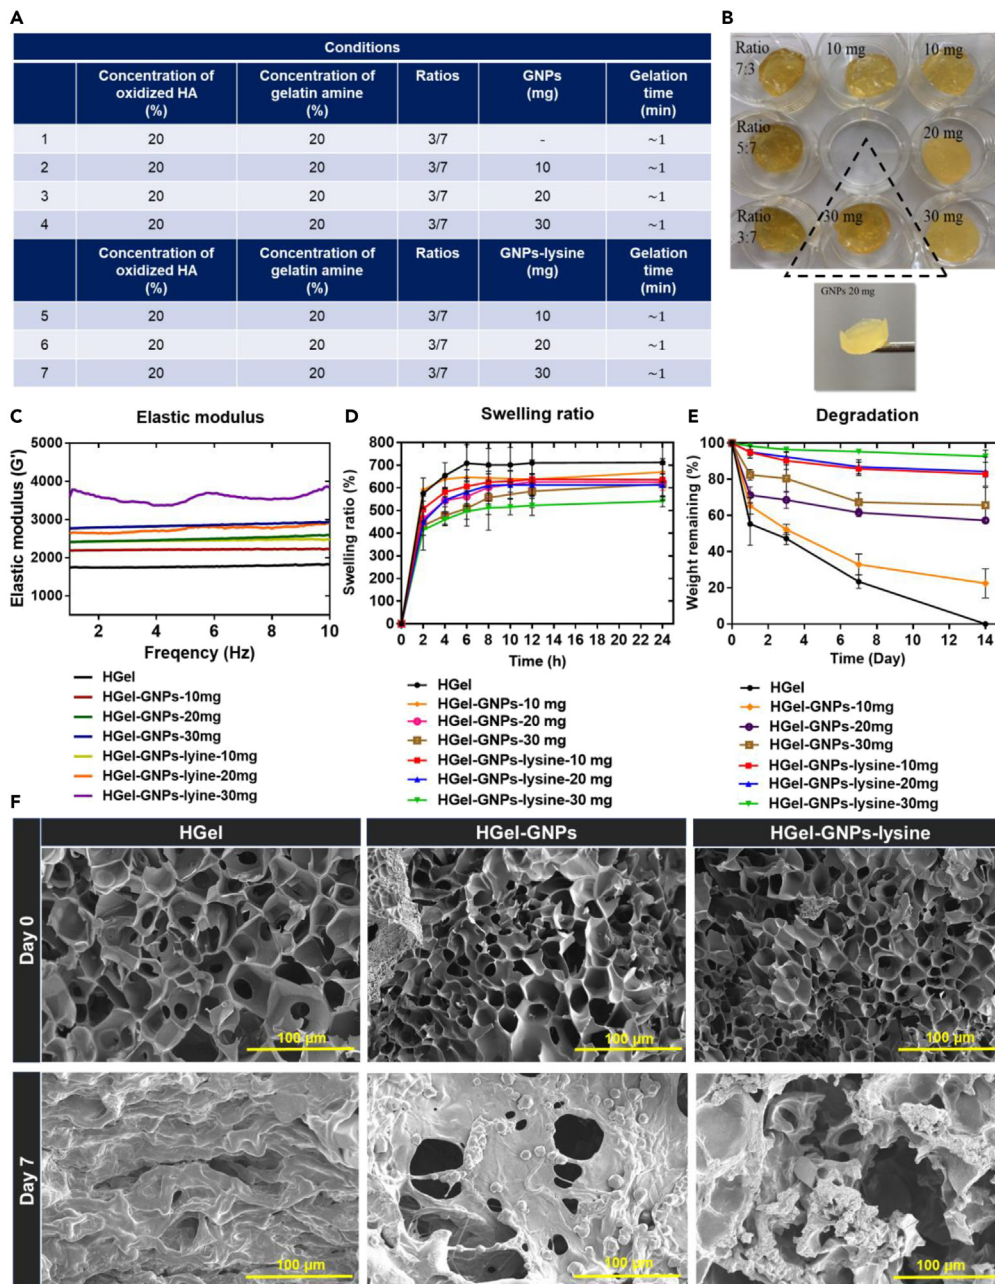 A
Conditions
Concentration of oxidized HA (%) Concentration of gelatin amine (%) Ratios GNPs (mg) Gelation time (min)
1 20 20 3/7 - ~1
2 20 20 3/7 10 ~1
3 20 20 3/7 20 ~1
4 20 20 3/7 30 ~1
Concentration of oxidized HA (%) Concentration of gelatin amine (%) Ratios GNPs-lysine (mg) Gelation time (min)
5 20 20 3/7 10 ~1
6 20 20 3/7 20 ~1
7 20 20 3/7 30 ~1
B
Ratio 7:3
10 mg
10 mg
Ratio 5:7
20 mg
Ratio 3:7
30 mg
30 mg
GNPs 20 mg
C
Elastic modulus
Elastic modulus (G')
5000
4000
3000
2000
1000
2 4 6 8 10
Freqency (Hz)
HGel
HGel-GNPs-10mg
HGel-GNPs-20mg
HGel-GNPs-30mg
HGel-GNPs-lyine-10mg
HGel-GNPs-lyine-20mg
HGel-GNPs-lyine-30mg
D
Swelling ratio
Swelling ratio (%)
800
700
600
500
400
300
200
100
0
0 2 4 6 8 10 12 14 16 18 20 22 24
Time (h)
HGel
HGel-GNPs-10 mg
HGel-GNPs-20 mg
HGel-GNPs-30 mg
HGel-GNPs-lysine-10 mg
HGel-GNPs-lysine-20 mg
HGel-GNPs-lysine-30 mg
E
Degradation
Weight remaining (%)
100
80
60
40
20
0
0 2 4 6 8 10 12 14
Time (Day)
HGel
HGel-GNPs-10mg
HGel-GNPs-20mg
HGel-GNPs-30mg
HGel-GNPs-lysine-10mg
HGel-GNPs-lysine-20mg
HGel-GNPs-lysine-30mg
F
HGel HGel-GNPs HGel-GNPs-lysine
Day 0
100 µm 100 µm 100 µm
Day 7
100 µm 100 µm 100 µm